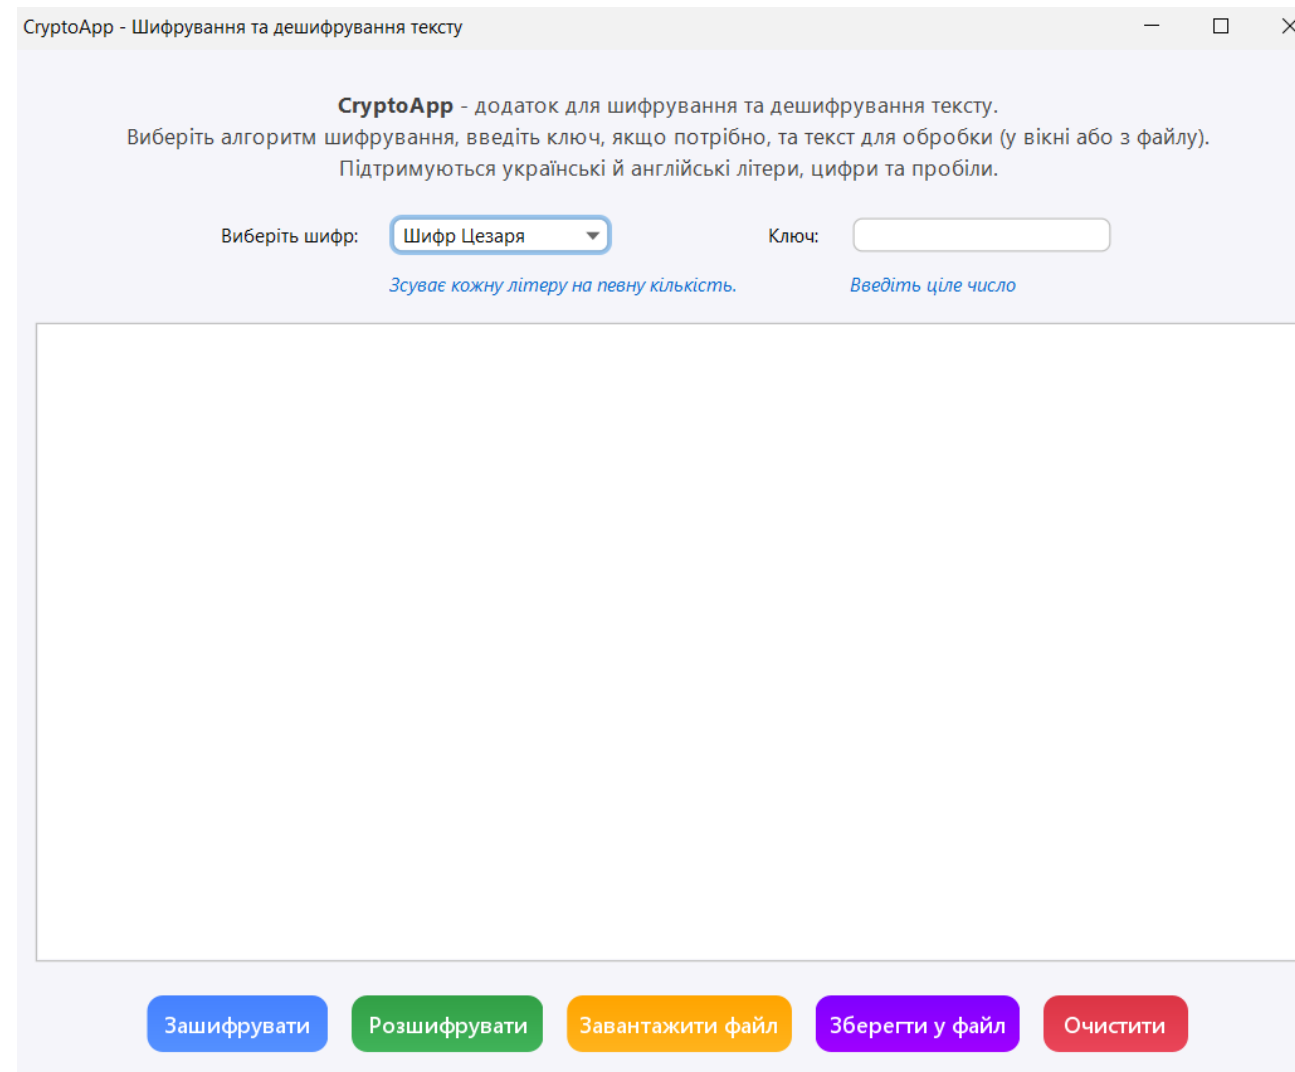 CryptoApp - Шифрування та дешифрування тексту
CryptoApp - додаток для шифрування та дешифрування тексту.
Виберіть алгоритм шифрування, введіть ключ, якщо потрібно, та текст для обробки (у вікні або з файлу).
Підтримуються українські й англійські літери, цифри та пробіли.
Виберіть шифр: Шифр Цезаря Ключ:
Зсуває кожну літеру на певну кількість. Введіть ціле число
Зашифрувати Розшифрувати Завантажити файл Зберегти у файл Очистити